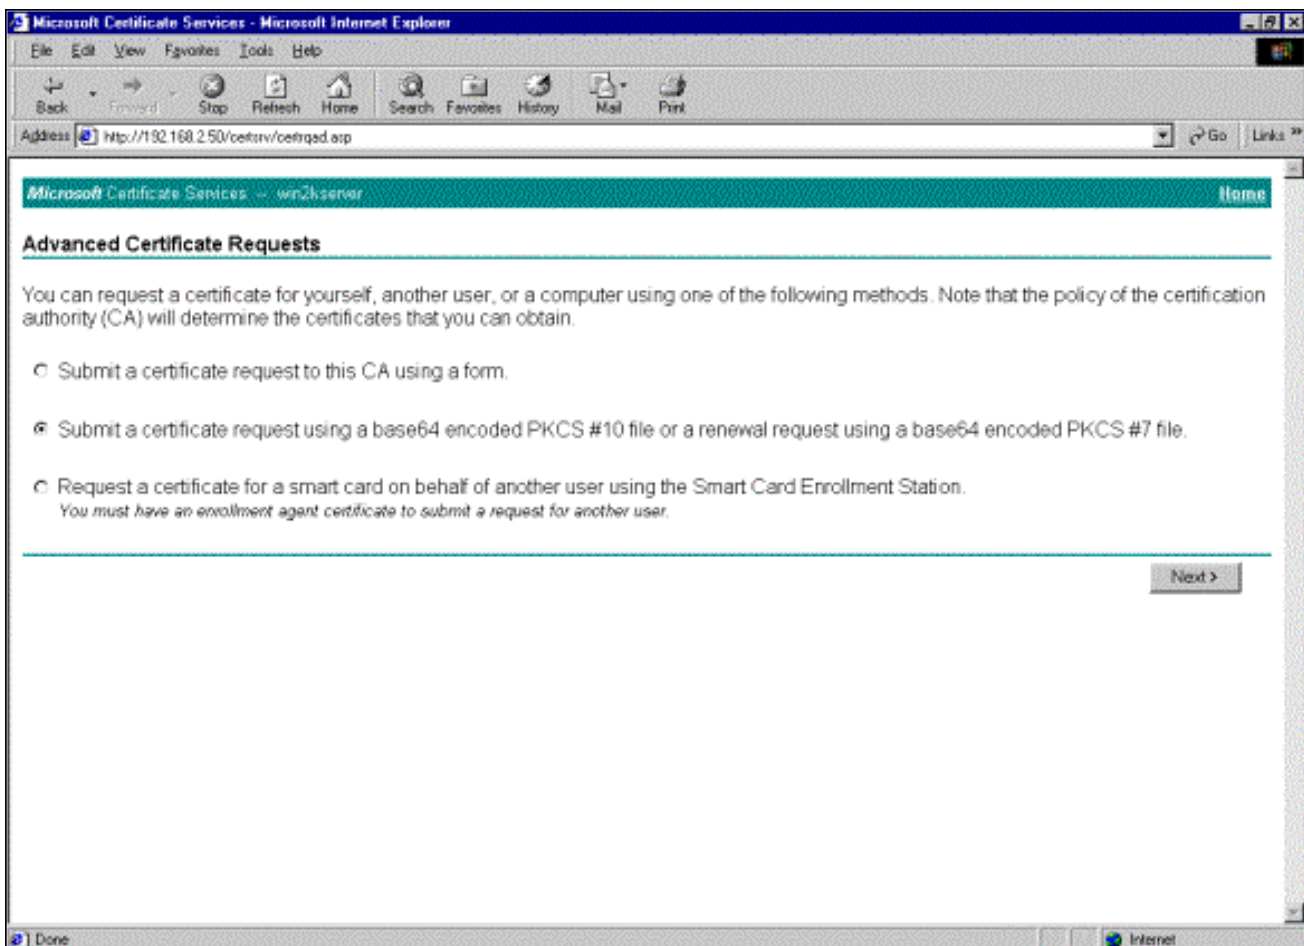 Microsoft Certificate Services - Microsoft Internet Explorer
File Edit View Favorites Tools Help
Back Forward Stop Refresh Home Search Favorites History Mail Print
Address http://192.168.2.50/certsrv/certrqad.asp Go Links »
Microsoft Certificate Services -- win2kserver Home
Advanced Certificate Requests
You can request a certificate for yourself, another user, or a computer using one of the following methods. Note that the policy of the certification
authority (CA) will determine the certificates that you can obtain.
Submit a certificate request to this CA using a form.
Submit a certificate request using a base64 encoded PKCS #10 file or a renewal request using a base64 encoded PKCS #7 file.
Request a certificate for a smart card on behalf of another user using the Smart Card Enrollment Station.
You must have an enrollment agent certificate to submit a request for another user.
Next >
Done Internet